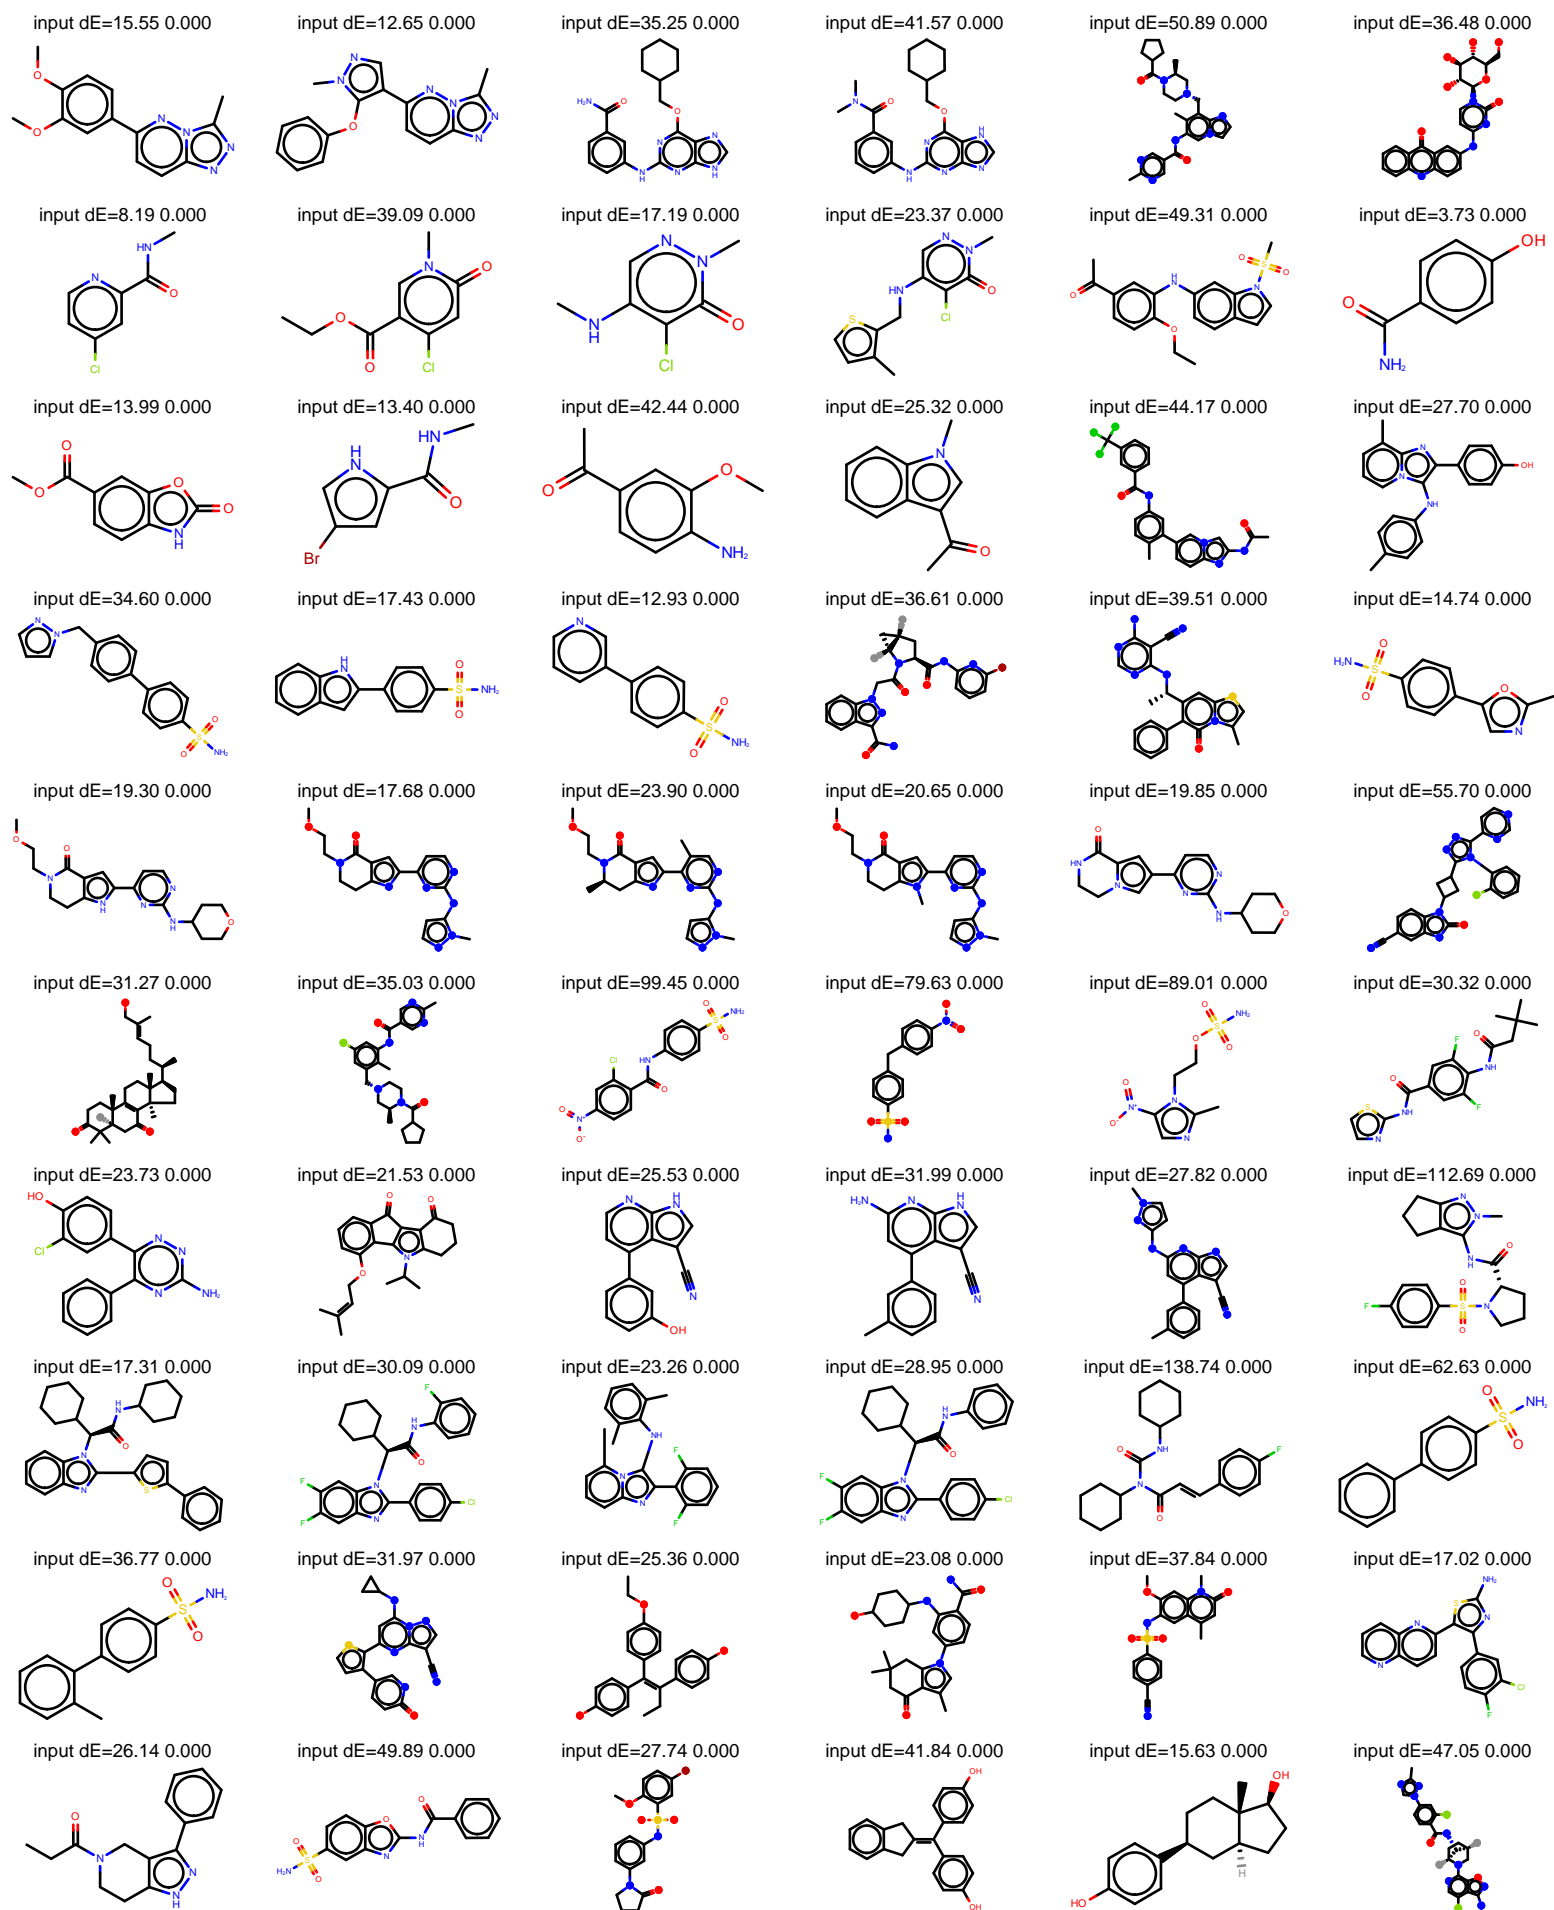 input dE=15.55 0.000
input dE=12.65 0.000
input dE=35.25 0.000
input dE=41.57 0.000
input dE=50.89 0.000
input dE=36.48 0.000
input dE=8.19 0.000
input dE=39.09 0.000
input dE=17.19 0.000
input dE=23.37 0.000
input dE=49.31 0.000
input dE=3.73 0.000
input dE=13.99 0.000
input dE=13.40 0.000
input dE=42.44 0.000
input dE=25.32 0.000
input dE=44.17 0.000
input dE=27.70 0.000
input dE=34.60 0.000
input dE=17.43 0.000
input dE=12.93 0.000
input dE=36.61 0.000
input dE=39.51 0.000
input dE=14.74 0.000
input dE=19.30 0.000
input dE=17.68 0.000
input dE=23.90 0.000
input dE=20.65 0.000
input dE=19.85 0.000
input dE=55.70 0.000
input dE=31.27 0.000
input dE=35.03 0.000
input dE=99.45 0.000
input dE=79.63 0.000
input dE=89.01 0.000
input dE=30.32 0.000
input dE=23.73 0.000
input dE=21.53 0.000
input dE=25.53 0.000
input dE=31.99 0.000
input dE=27.82 0.000
input dE=112.69 0.000
input dE=17.31 0.000
input dE=30.09 0.000
input dE=23.26 0.000
input dE=28.95 0.000
input dE=138.74 0.000
input dE=62.63 0.000
input dE=36.77 0.000
input dE=31.97 0.000
input dE=25.36 0.000
input dE=23.08 0.000
input dE=37.84 0.000
input dE=17.02 0.000
input dE=26.14 0.000
input dE=49.89 0.000
input dE=27.74 0.000
input dE=41.84 0.000
input dE=15.63 0.000
input dE=47.05 0.000